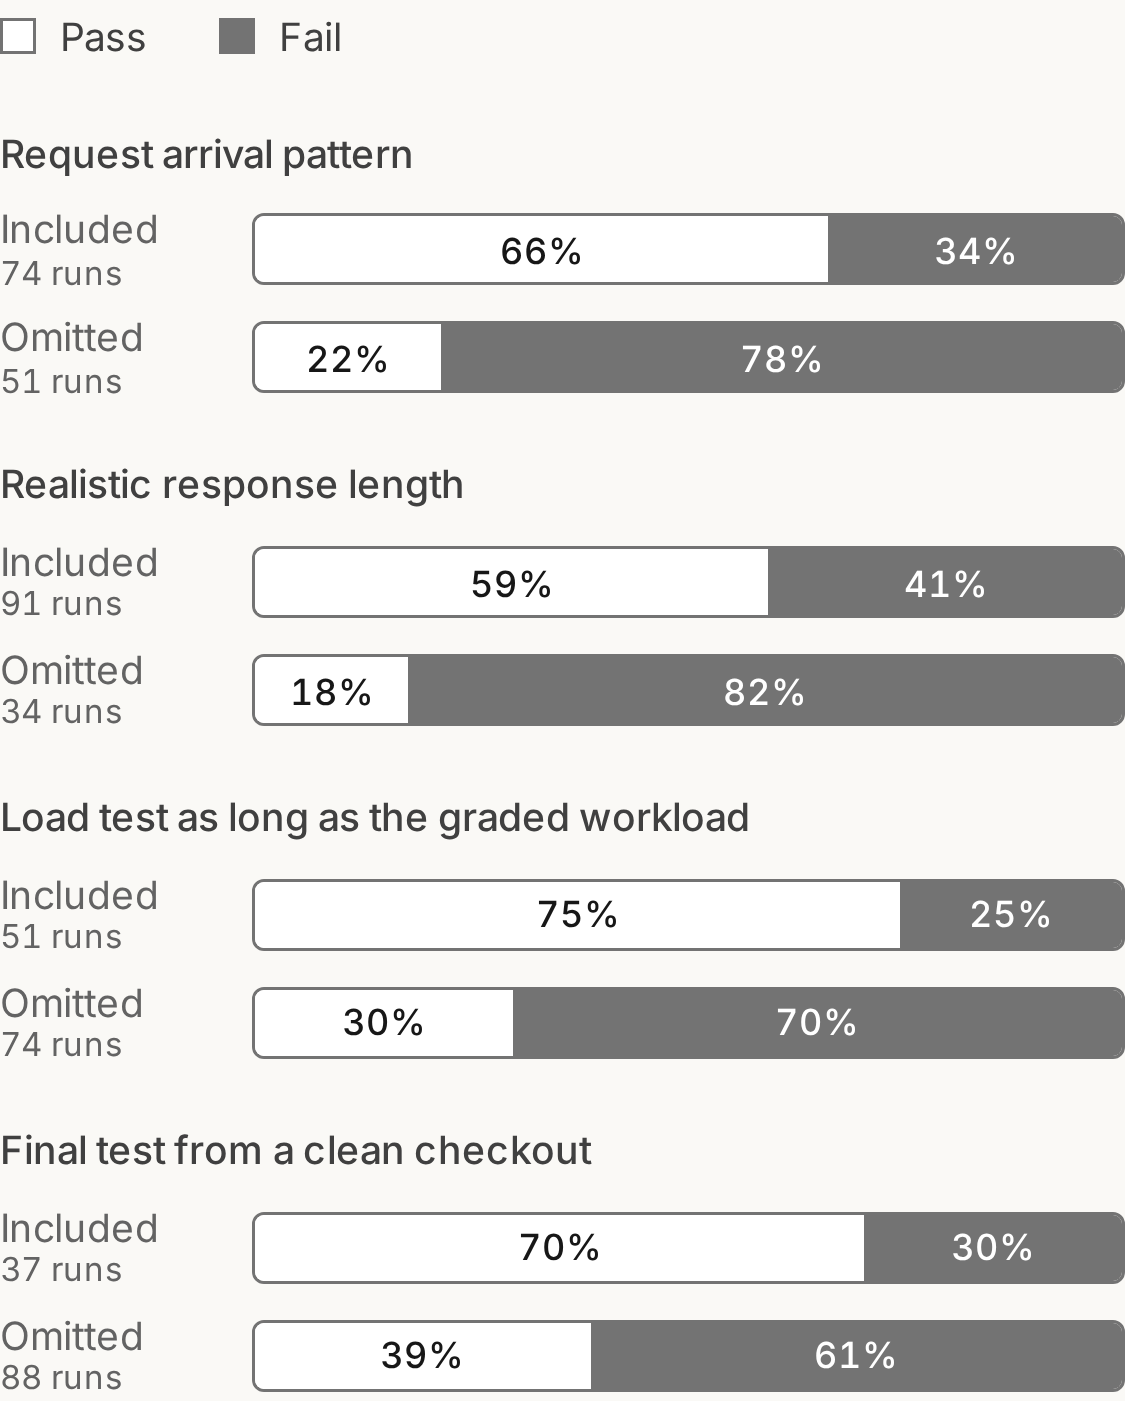 Pass Fail
Request arrival pattern
Included
74 runs
66% 34%
Omitted
51 runs
22% 78%
Realistic response length
Included
91 runs
59% 41%
Omitted
34 runs
18% 82%
Load test as long as the graded workload
Included
51 runs
75% 25%
Omitted
74 runs
30% 70%
Final test from a clean checkout
Included
37 runs
70% 30%
Omitted
88 runs
39% 61%